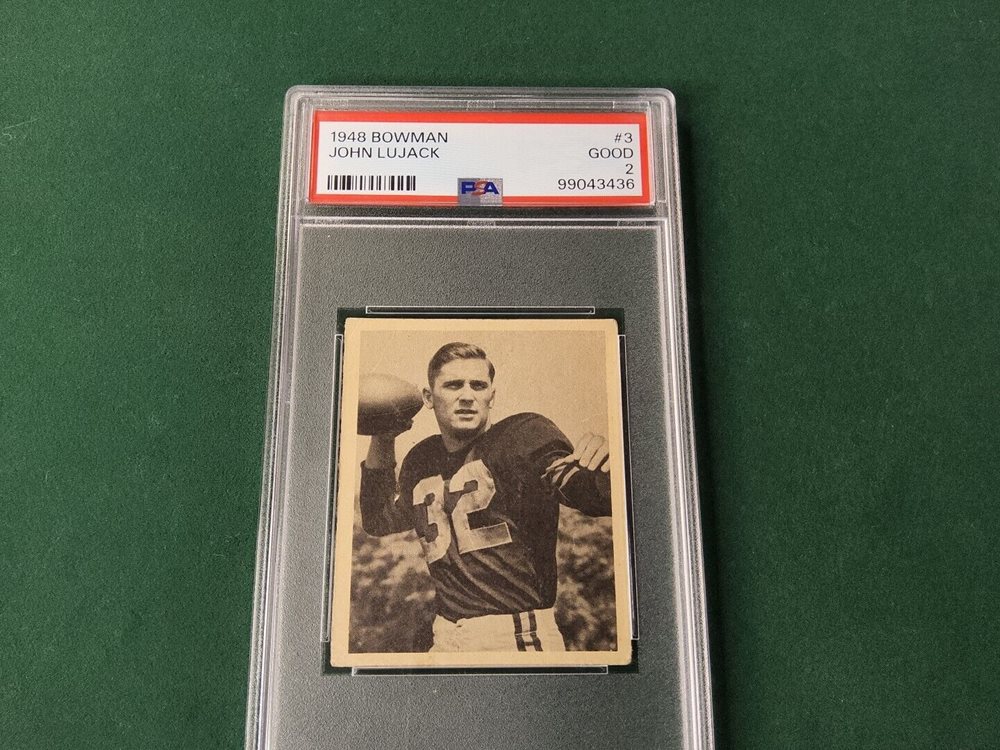 1948 BOWMAN #3
JOHN LUJACK GOOD
2
PSA 99043436
32